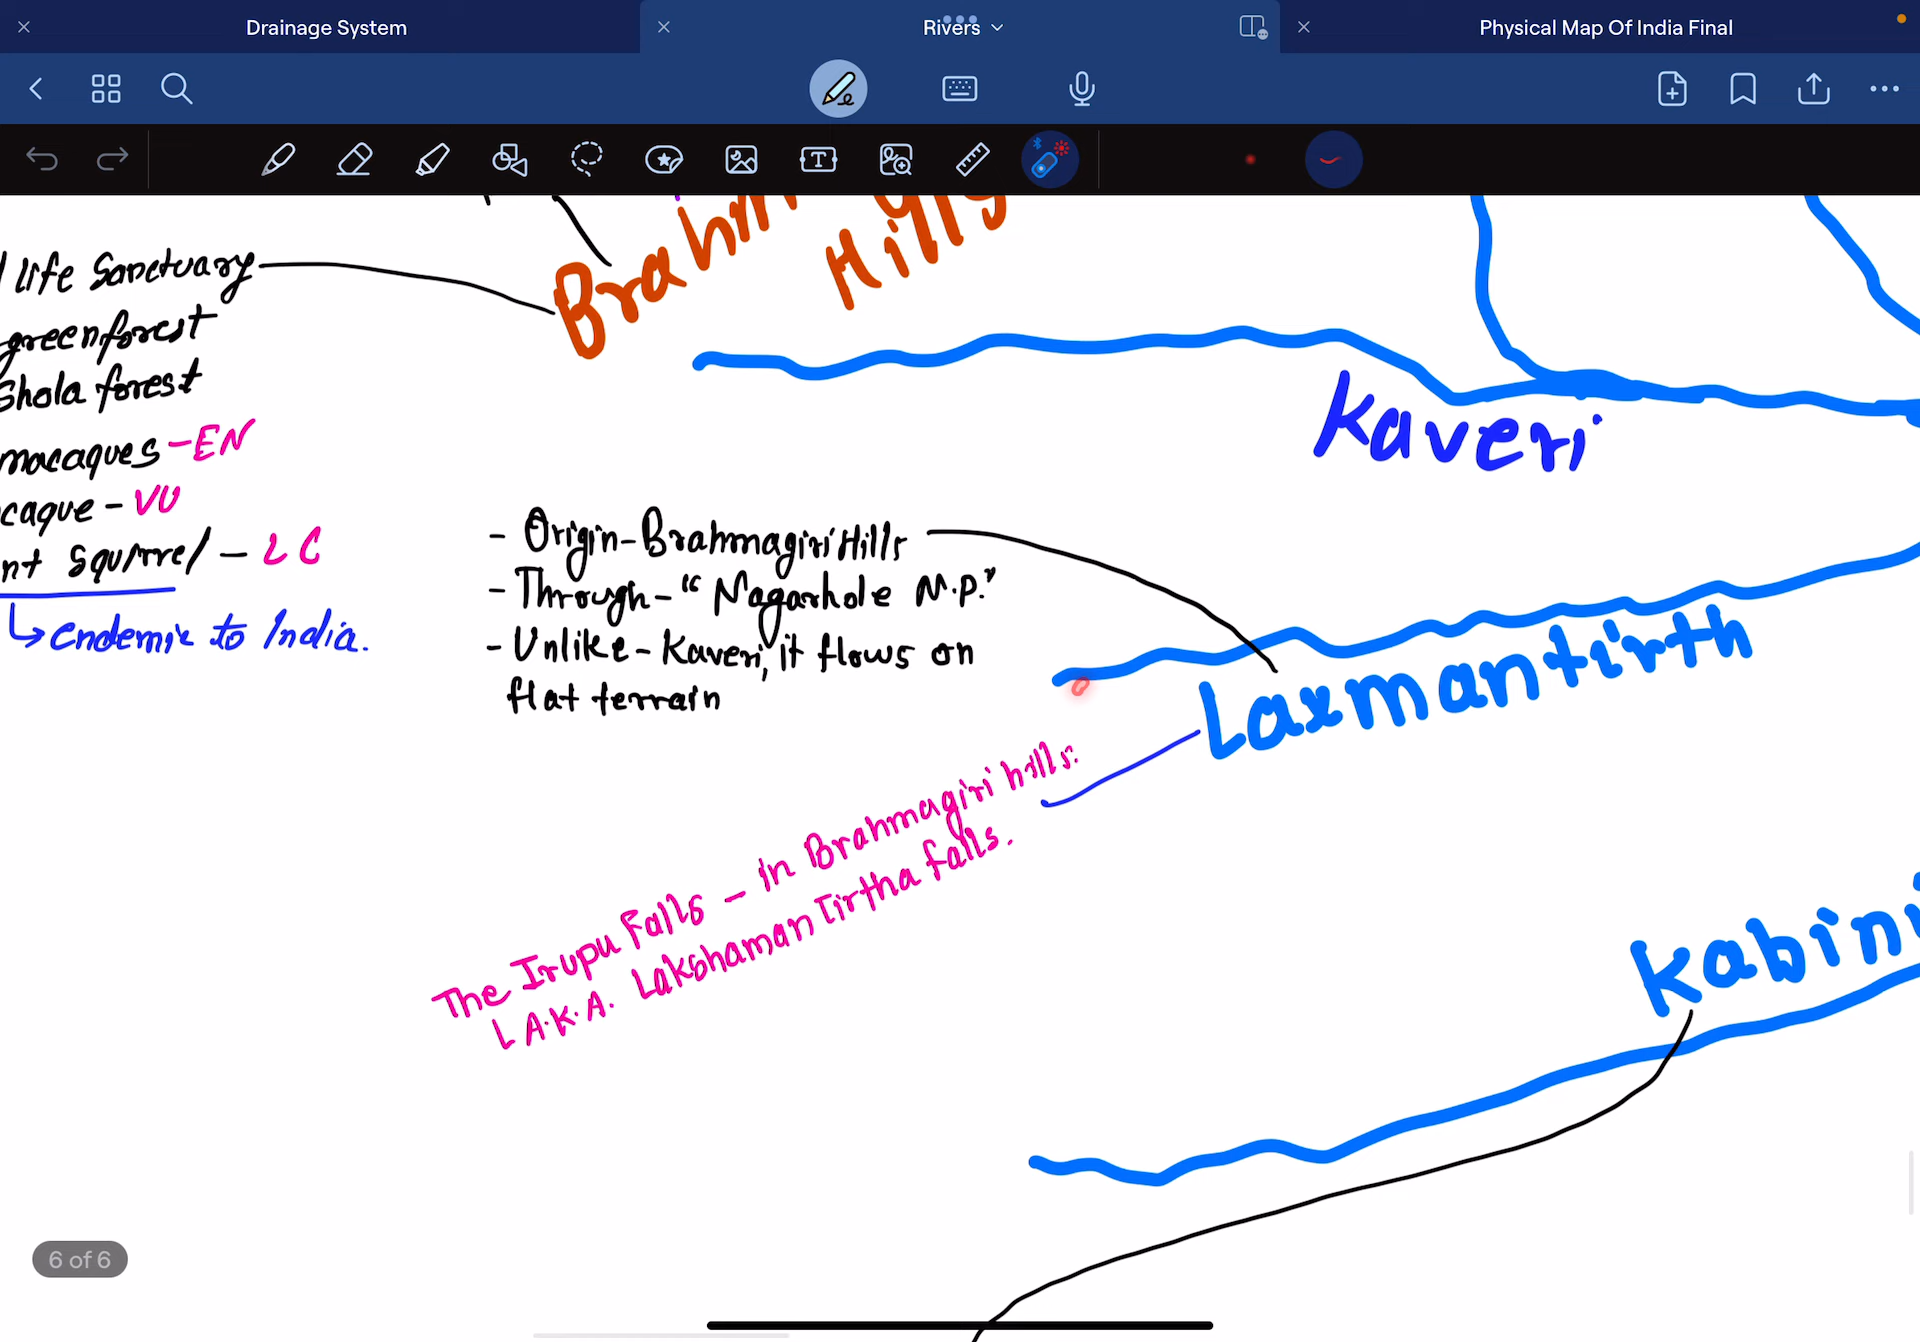 Drainage System
Rivers
Physical Map Of India Final
Brahm
Hills
life Sanctuary
greenforest
Shola forest
macaques - EN
caque - VU
nt Squirrel - LC
endemic to India.
Kaveri
- Origin - Brahmagiri Hills
- Through - "Nagarhole N.P."
- Unlike - Kaveri, it flows on
flat terrain
Laxmantirth
The Irupu Falls - in Brahmagiri hills.
A.K.A. Lakshaman Tirtha falls.
Kabini
6 of 6